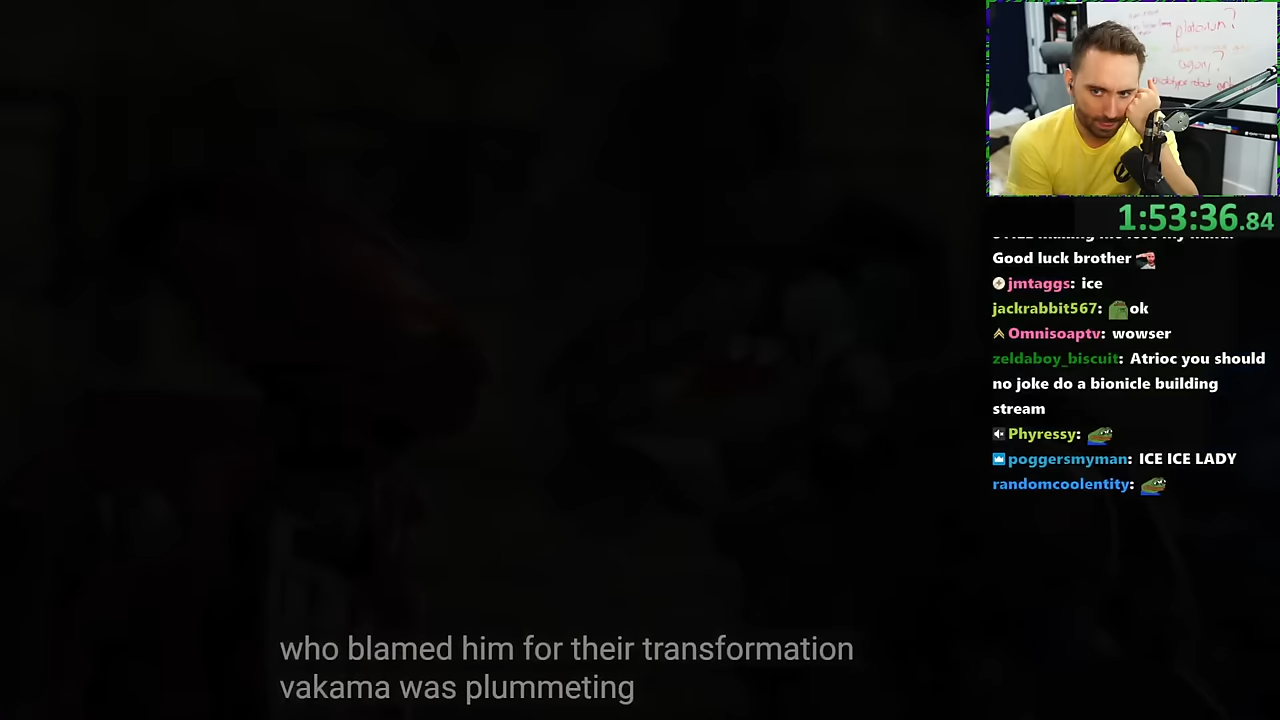 platonum?
agony?
1:53:36.84
Good luck brother
jmtaggs: ice
jackrabbit567: ok
Omnisoaptv: wowser
zeldaboy_biscuit: Atrioc you should
no joke do a bionicle building
stream
Phyressy:
poggersmyman: ICE ICE LADY
randomcoolentity:
who blamed him for their transformation
vakama was plummeting